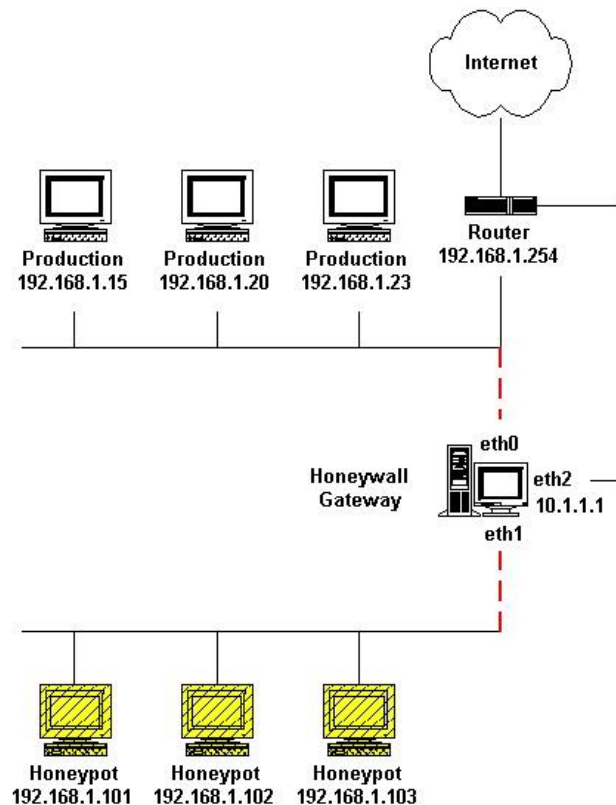 Internet
Production
192.168.1.15
Production
192.168.1.20
Production
192.168.1.23
Router
192.168.1.254
Honeywall
Gateway
eth0
eth2
10.1.1.1
eth1
Honeypot
192.168.1.101
Honeypot
192.168.1.102
Honeypot
192.168.1.103